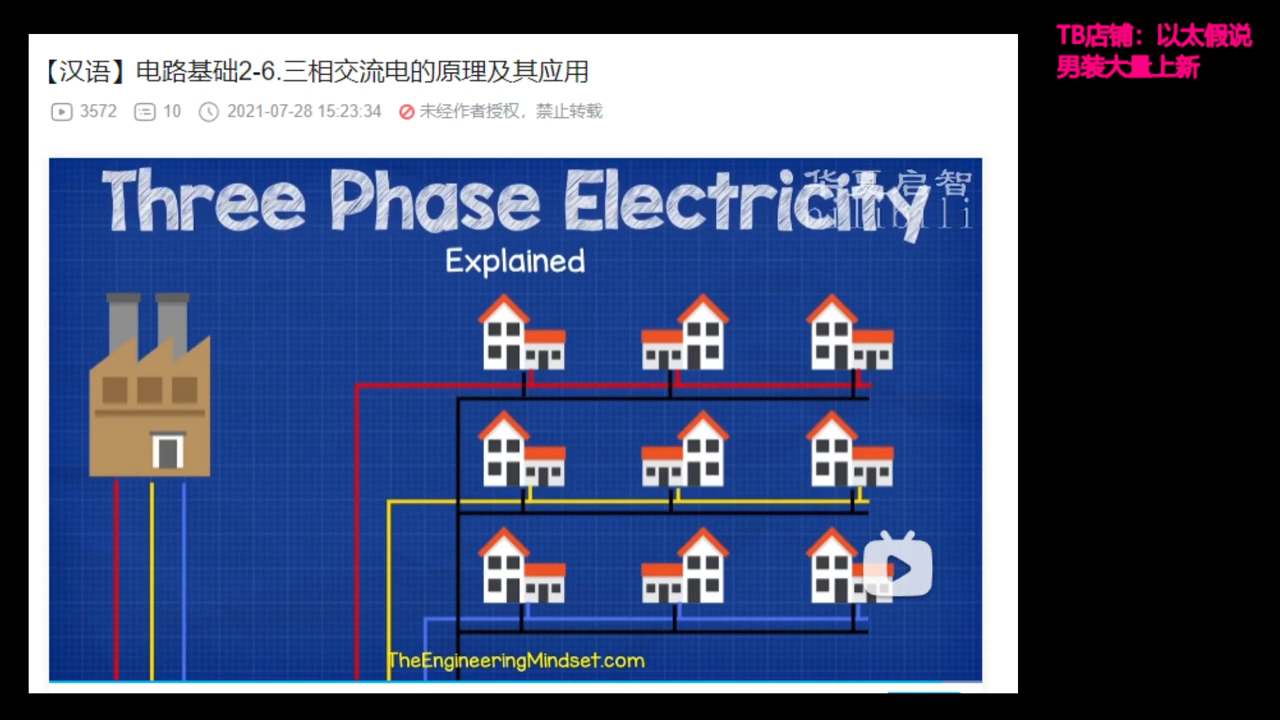 TB店铺：以太假说
男装大量上新
【汉语】电路基础2-6.三相交流电的原理及其应用
3572 10 2021-07-28 15:23:34 未经作者授权，禁止转载
Three Phase Electricity
Explained
bilibili
TheEngineeringMindset.com